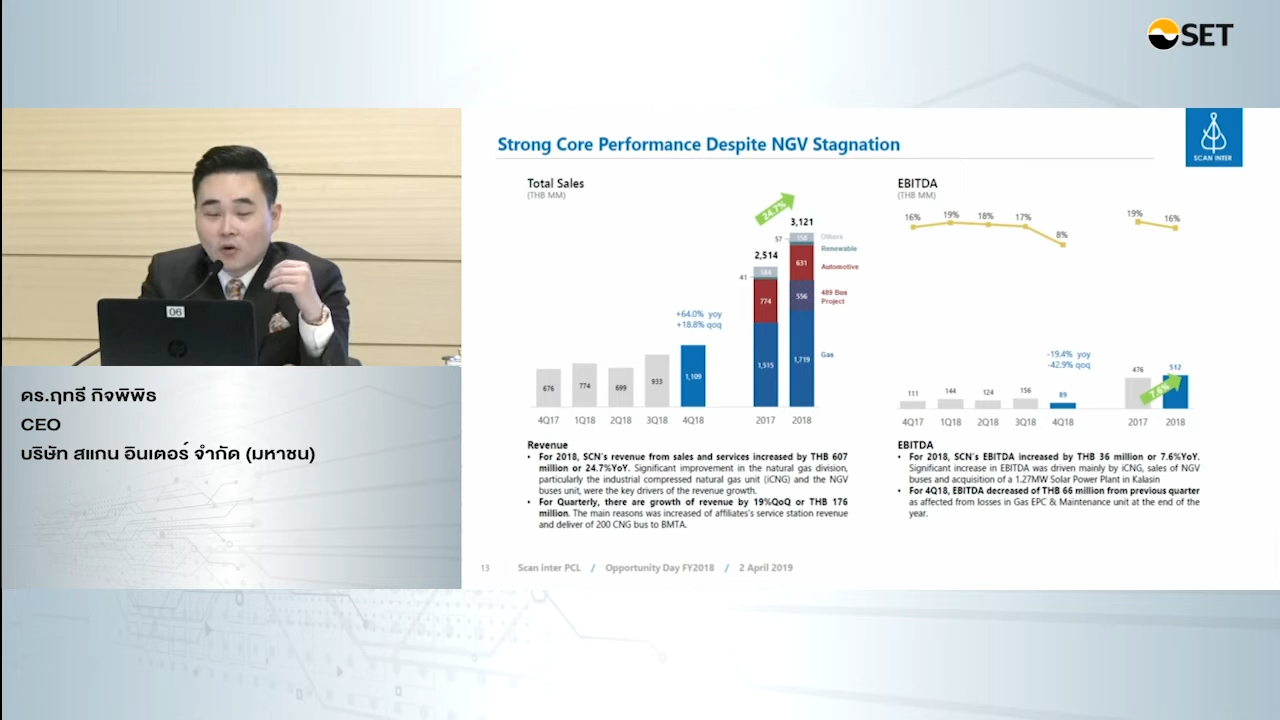 SET
Strong Core Performance Despite NGV Stagnation
SCAN INTER
Total Sales
(THB MM)
24.7%
3,121
57
158
Others
2,514
Renewable
184
41
631
Automotive
774
556
489 Bus
Project
+64.0% yoy
+18.8% qoq
1,515
1,719
Gas
676
774
699
933
1,109
4Q17
1Q18
2Q18
3Q18
4Q18
2017
2018
EBITDA
(THB MM)
16%
19%
18%
17%
8%
19%
16%
-19.4% yoy
-42.9% qoq
476
512
7.6%
111
144
124
156
89
4Q17
1Q18
2Q18
3Q18
4Q18
2017
2018
Revenue
• For 2018, SCN's revenue from sales and services increased by THB 607
million or 24.7%YoY. Significant improvement in the natural gas division,
particularly the industrial compressed natural gas unit (iCNG) and the NGV
buses unit, were the key drivers of the revenue growth.
• For Quarterly, there are growth of revenue by 19%QoQ or THB 176
million. The main reasons was increased of affiliates's service station revenue
and deliver of 200 CNG bus to BMTA.
EBITDA
• For 2018, SCN's EBITDA increased by THB 36 million or 7.6%YoY.
Significant increase in EBITDA was driven mainly by iCNG, sales of NGV
buses and acquisition of a 1.27MW Solar Power Plant in Kalasin
• For 4Q18, EBITDA decreased of THB 66 million from previous quarter
as affected from losses in Gas EPC & Maintenance unit at the end of the
year.
13 Scan inter PCL / Opportunity Day FY2018 / 2 April 2019
06
hp
ดร.ฤทธี กิจพิพิธ
CEO
บริษัท สแกน อินเตอร์ จำกัด (มหาชน)